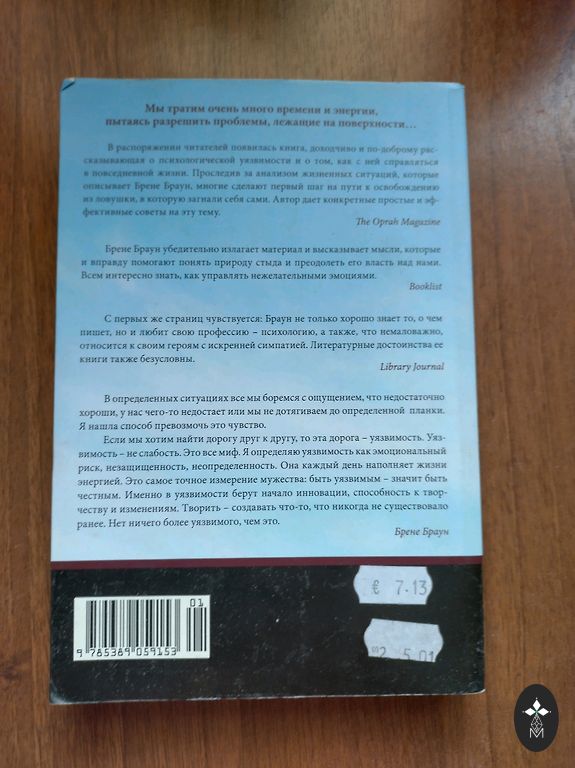 Мы тратим очень много времени и энергии,
пытаясь разрешить проблемы, лежащие на поверхности...
В распоряжении читателей появилась книга, доходчиво и по-доброму рас-
сказывающая о психологической уязвимости и о том, как с ней справляться
в повседневной жизни. Проследив за анализом жизненных ситуаций, которые
описывает Брене Браун, многие сделают первый шаг на пути к освобождению
из ловушки, в которую загнали себя сами. Автор дает конкретные простые и эф-
фективные советы на эту тему.
The Oprah Magazine
Брене Браун убедительно излагает материал и высказывает мысли, которые
и вправду помогают понять природу стыда и преодолеть его власть над нами.
Всем интересно знать, как управлять нежелательными эмоциями.
Booklist
С первых же страниц чувствуется: Браун не только хорошо знает то, о чем
пишет, но и любит свою профессию – психологию, а также, что немаловажно,
относится к своим героям с искренней симпатией. Литературные достоинства ее
книги также безусловны.
Library Journal
В определенных ситуациях все мы боремся с ощущением, что недостаточно
хороши, у нас чего-то недостает или мы не дотягиваем до определенной планки.
Я нашла способ превозмочь это чувство.
Если мы хотим найти дорогу друг к другу, то эта дорога – уязвимость. Уяз-
вимость – не слабость. Это все миф. Я определяю уязвимость как эмоциональный
риск, незащищенность, неопределенность. Она каждый день наполняет жизни
энергией. Это самое точное измерение мужества: быть уязвимым – значит быть
честным. Именно в уязвимости берут начало инновации, способность к твор-
честву и изменениям. Творить – создавать что-то, что никогда не существовало
ранее. Нет ничего более уязвимого, чем это.
Брене Браун
€ 7.13
01
9 785389 059153
02 5.01
M